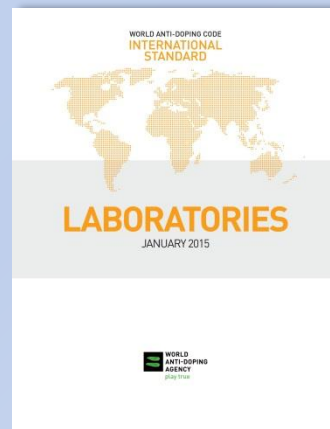 WORLD ANTI-DOPING CODE
INTERNATIONAL
STANDARD
LABORATORIES
JANUARY 2015
WORLD
ANTI-DOPING
AGENCY
play true